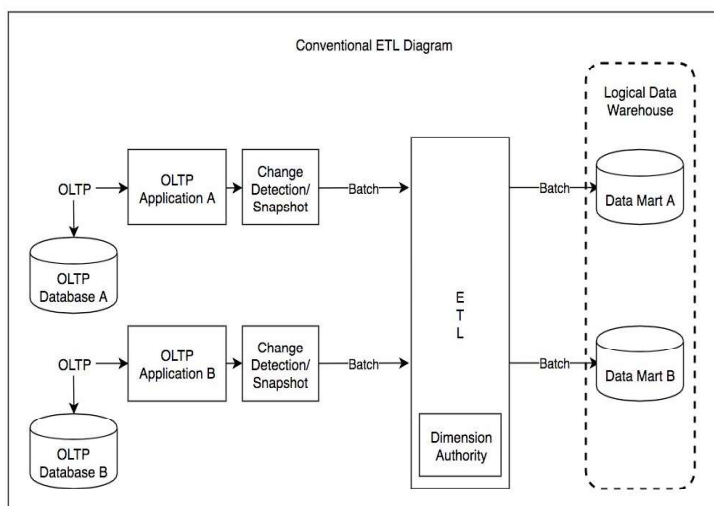 Conventional ETL Diagram
Logical Data
Warehouse
OLTP
OLTP
Application A
Change
Detection/
Snapshot
Batch
Batch
Data Mart A
OLTP
Database A
E
T
L
OLTP
OLTP
Application B
Change
Detection/
Snapshot
Batch
Batch
Data Mart B
OLTP
Database B
Dimension
Authority